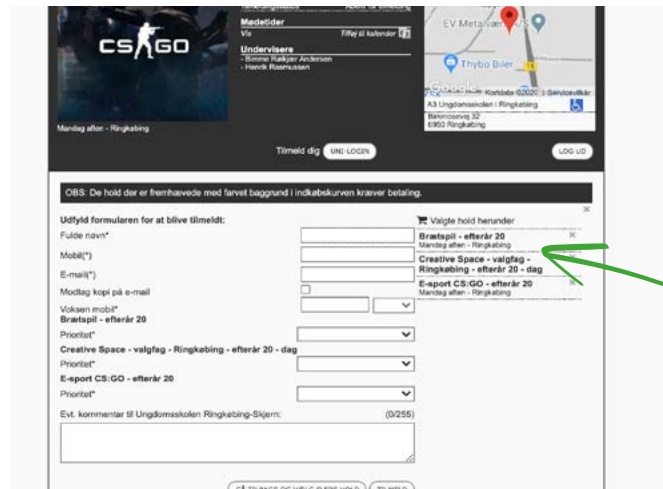 CS GO
Mødetider
Vis
Tilføj til kalender
Undervisere
- Bimme Røikjær Andersen
- Henrik Rasmussen
EV Metalværk A/S
Thybo Biler
Google
Kortdata ©2020
Servicevilkår
A3 Ungdomsskolen i Ringkøbing
Birkmosevej 32
6950 Ringkøbing
Mandag aften - Ringkøbing
Tilmeld dig UNI-LOGIN
LOG UD
OBS: De hold der er fremhævede med farvet baggrund i indkøbskurven kræver betaling.
Udfyld formularen for at blive tilmeldt:
Fulde navn*
Mobil(*)
E-mail(*)
Modtag kopi på e-mail
Voksen mobil*
Brætspil - efterår 20
Prioritet*
Creative Space - valgfag - Ringkøbing - efterår 20 - dag
Prioritet*
E-sport CS:GO - efterår 20
Prioritet*
Evt. kommentar til Ungdomsskolen Ringkøbing-Skjern:
(0/255)
Valgte hold herunder
Brætspil - efterår 20
Mandag aften - Ringkøbing
Creative Space - valgfag -
Ringkøbing - efterår 20 - dag
E-sport CS:GO - efterår 20
Mandag aften - Ringkøbing